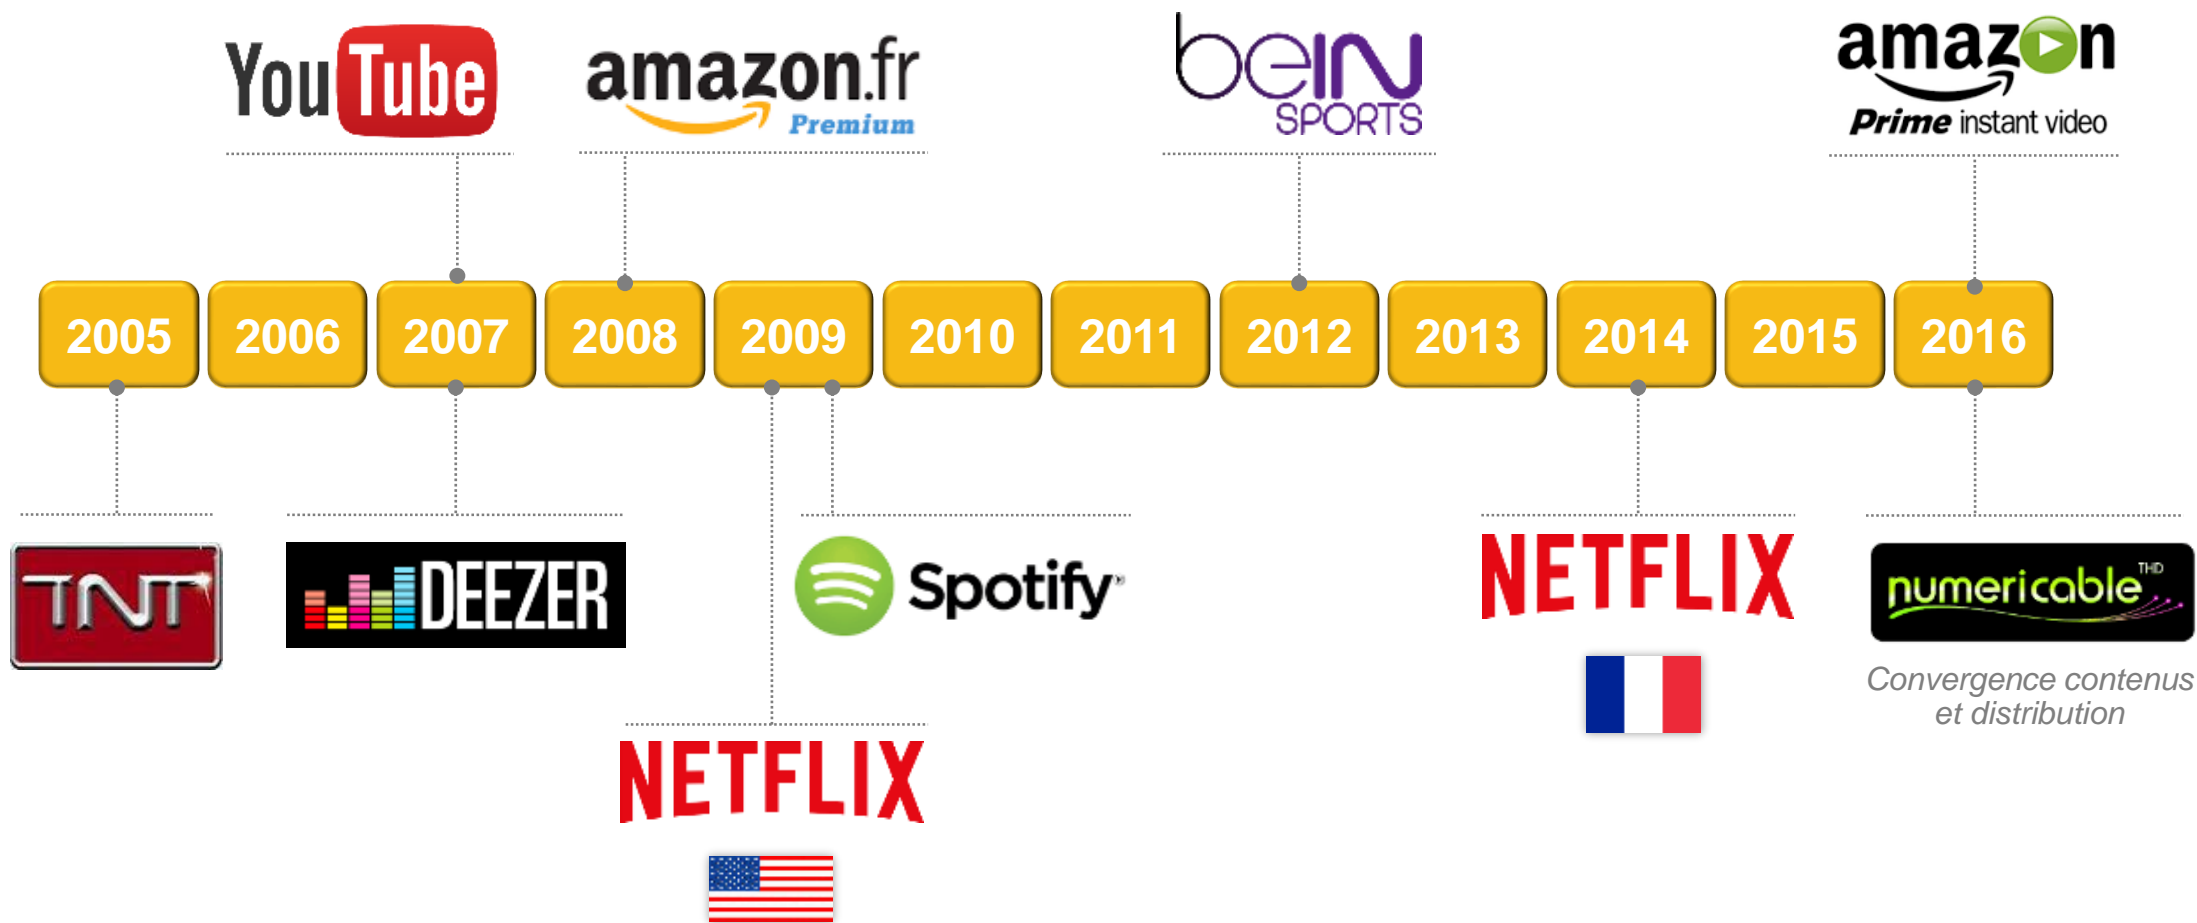 YouTube
amazon.fr
Premium
beIN
SPORTS
amazon
Prime instant video
2005
2006
2007
2008
2009
2010
2011
2012
2013
2014
2015
2016
TNT
DEEZER
Spotify
NETFLIX
numericable THD
Convergence contenus
et distribution
NETFLIX